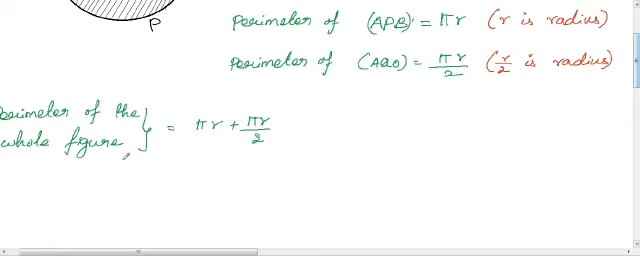 P
Perimeter of (APB) = πr (r is radius)
Perimeter of (AQO) = πr/2 (r/2 is radius)
Perimeter of the
whole figure } = πr + πr/2